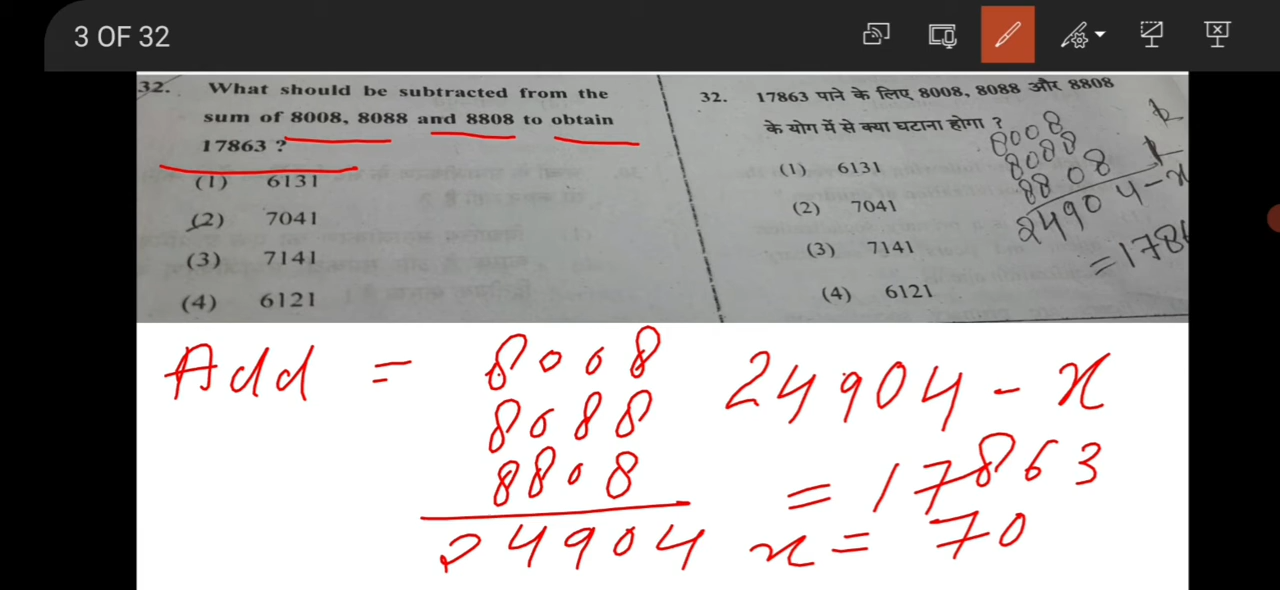 3 OF 32
32. What should be subtracted from the
sum of 8008, 8088 and 8808 to obtain
17863 ?
(1) 6131
(2) 7041
(3) 7141
(4) 6121
32. 17863 पाने के लिए 8008, 8088 और 8808
के योग में से क्या घटाना होगा ?
(1) 6131
(2) 7041
(3) 7141
(4) 6121
8008
8088
8808
24904-x
=1786
Add = 8008
8088
8808
24904
24904-x
= 17863
x = 70